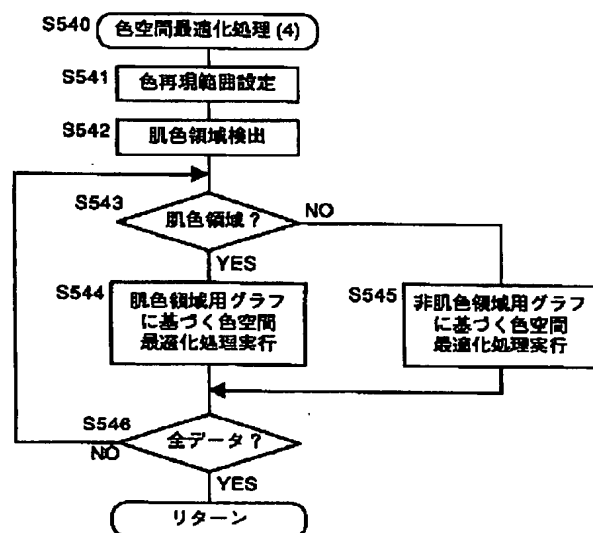 S540 色空間最適化処理(4)
S541
色再現範囲設定
S542
肌色領域検出
S543
肌色領域？
NO
YES
S544
肌色領域用グラフ
に基づく色空間
最適化処理実行
S545
非肌色領域用グラフ
に基づく色空間
最適化処理実行
S546
全データ？
NO
YES
リターン